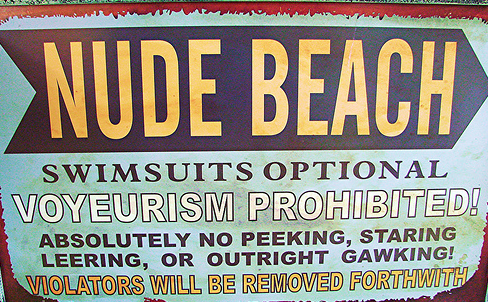 NUDE BEACH
SWIMSUITS OPTIONAL
VOYEURISM PROHIBITED!
ABSOLUTELY NO PEEKING, STARING
LEERING, OR OUTRIGHT GAWKING!
VIOLATORS WILL BE REMOVED FORTHWITH